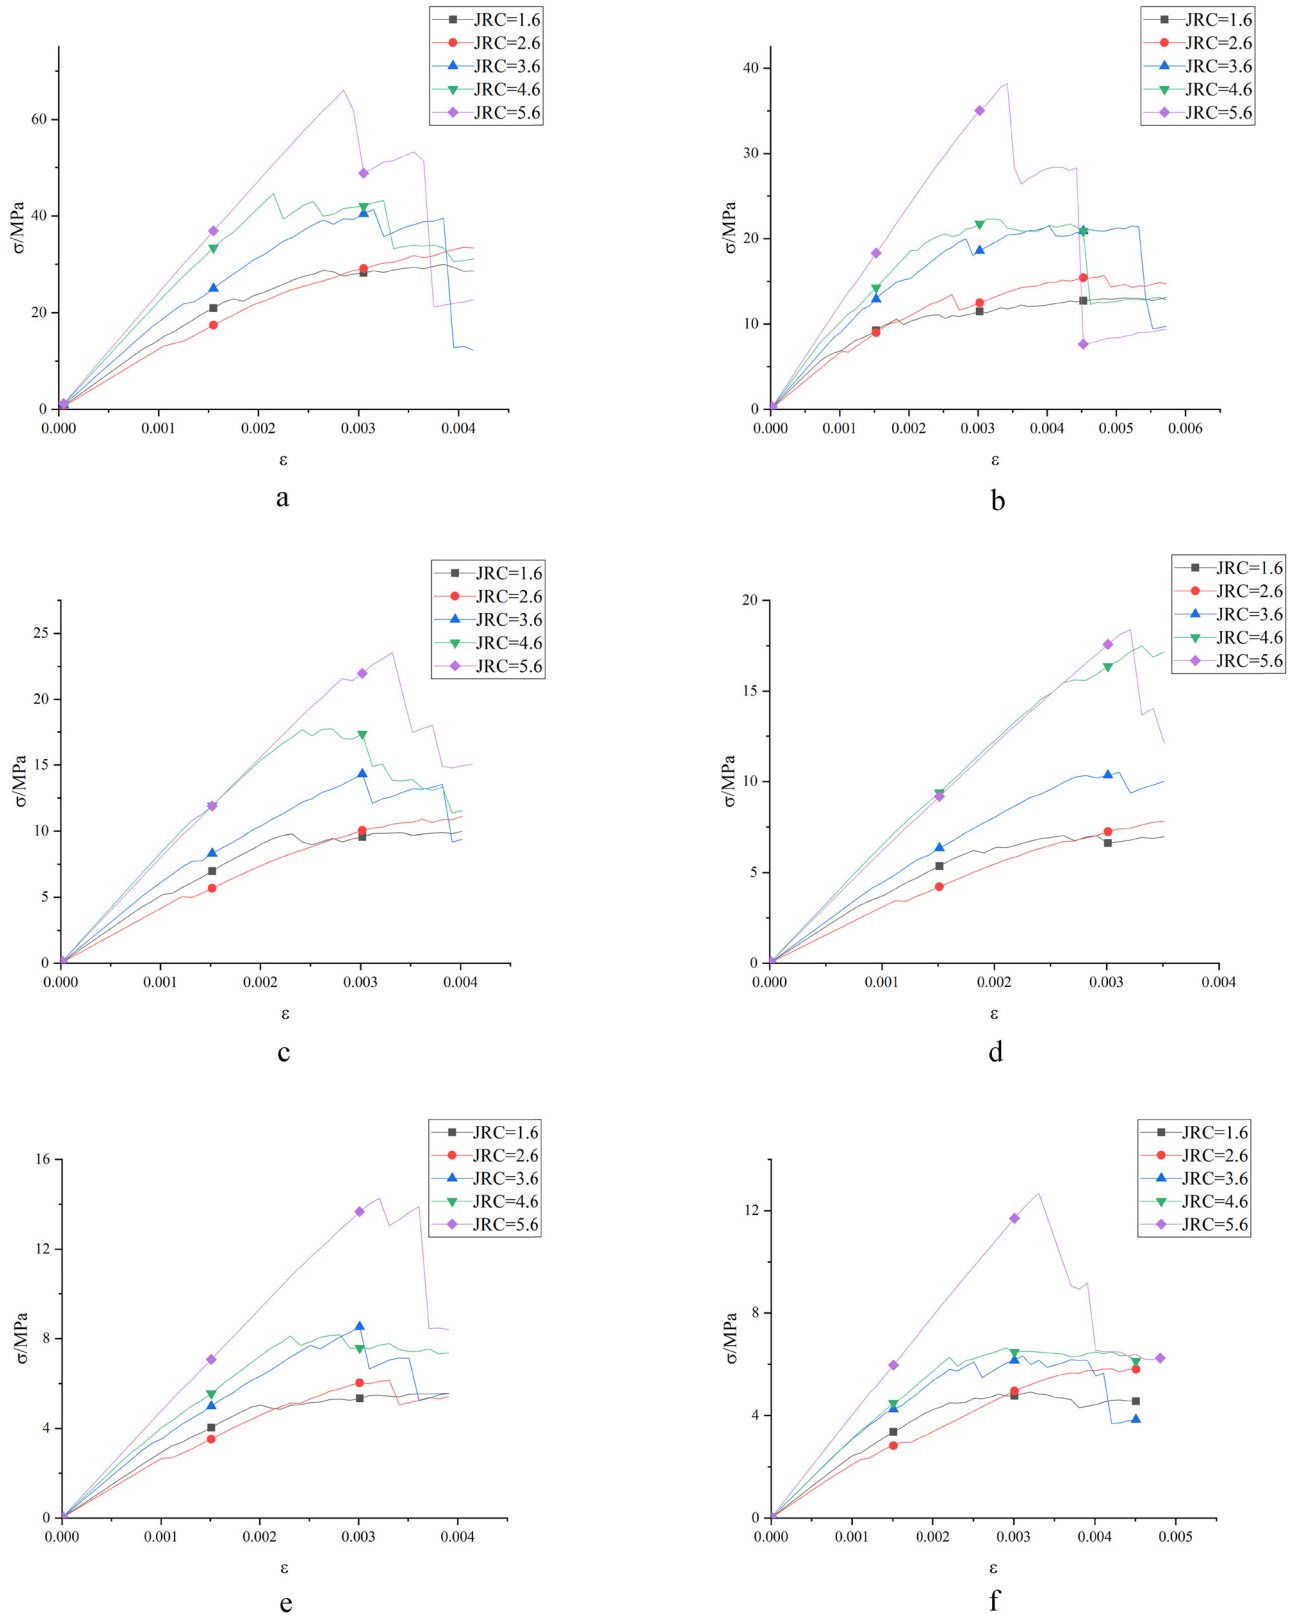 JRC=1.6
JRC=2.6
JRC=3.6
JRC=4.6
JRC=5.6
60
40
20
0
σ/MPa
0.000 0.001 0.002 0.003 0.004
ε
a
JRC=1.6
JRC=2.6
JRC=3.6
JRC=4.6
JRC=5.6
40
30
20
10
0
σ/MPa
0.000 0.001 0.002 0.003 0.004 0.005 0.006
ε
b
JRC=1.6
JRC=2.6
JRC=3.6
JRC=4.6
JRC=5.6
25
20
15
10
5
0
σ/MPa
0.000 0.001 0.002 0.003 0.004
ε
c
JRC=1.6
JRC=2.6
JRC=3.6
JRC=4.6
JRC=5.6
20
15
10
5
0
σ/MPa
0.000 0.001 0.002 0.003 0.004
ε
d
JRC=1.6
JRC=2.6
JRC=3.6
JRC=4.6
JRC=5.6
16
12
8
4
0
σ/MPa
0.000 0.001 0.002 0.003 0.004
ε
e
JRC=1.6
JRC=2.6
JRC=3.6
JRC=4.6
JRC=5.6
12
8
4
0
σ/MPa
0.000 0.001 0.002 0.003 0.004 0.005
ε
f